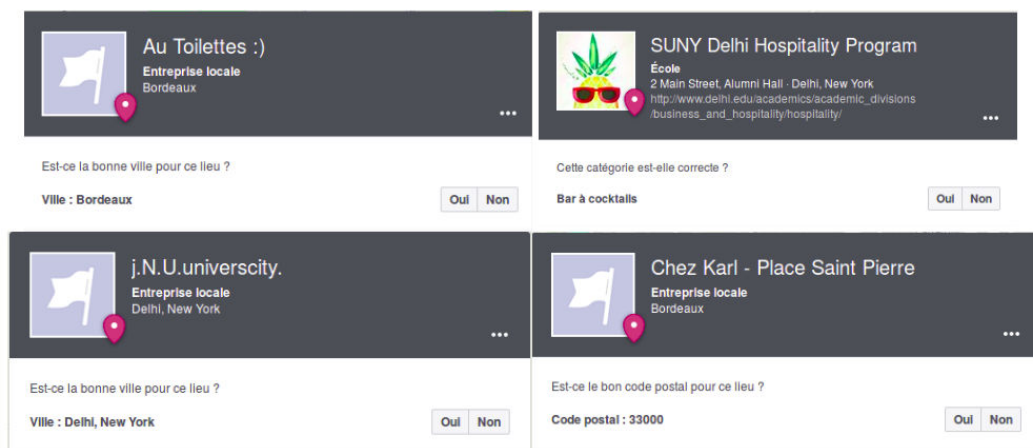 Au Toilettes :)
Entreprise locale
Bordeaux
...
Est-ce la bonne ville pour ce lieu ?
Ville : Bordeaux
Oui Non
SUNY Delhi Hospitality Program
École
2 Main Street, Alumni Hall · Delhi, New York
http://www.delhi.edu/academics/academic_divisions
/business_and_hospitality/hospitality/
...
Cette catégorie est-elle correcte ?
Bar à cocktails
Oui Non
j.N.U.universcity.
Entreprise locale
Delhi, New York
...
Est-ce la bonne ville pour ce lieu ?
Ville : Delhi, New York
Oui Non
Chez Karl - Place Saint Pierre
Entreprise locale
Bordeaux
...
Est-ce le bon code postal pour ce lieu ?
Code postal : 33000
Oui Non